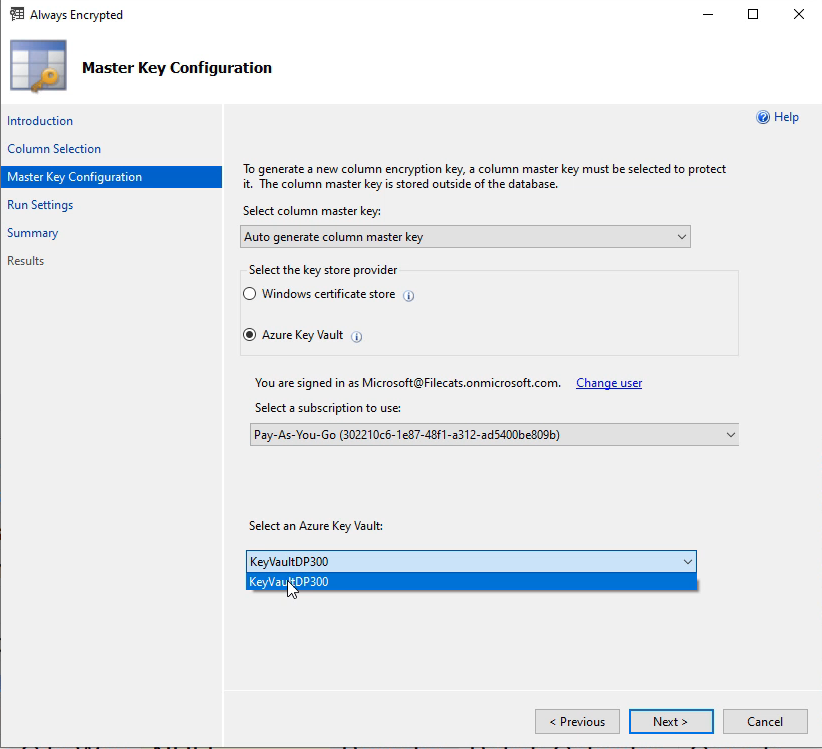 Always Encrypted
Master Key Configuration
Introduction
Column Selection
Master Key Configuration
Run Settings
Summary
Results
Help
To generate a new column encryption key, a column master key must be selected to protect
it.  The column master key is stored outside of the database.
Select column master key:
Auto generate column master key
Select the key store provider
Windows certificate store
Azure Key Vault
You are signed in as Microsoft@Filecats.onmicrosoft.com.
Change user
Select a subscription to use:
Pay-As-You-Go (302210c6-1e87-48f1-a312-ad5400be809b)
Select an Azure Key Vault:
KeyVaultDP300
KeyVaultDP300
< Previous
Next >
Cancel